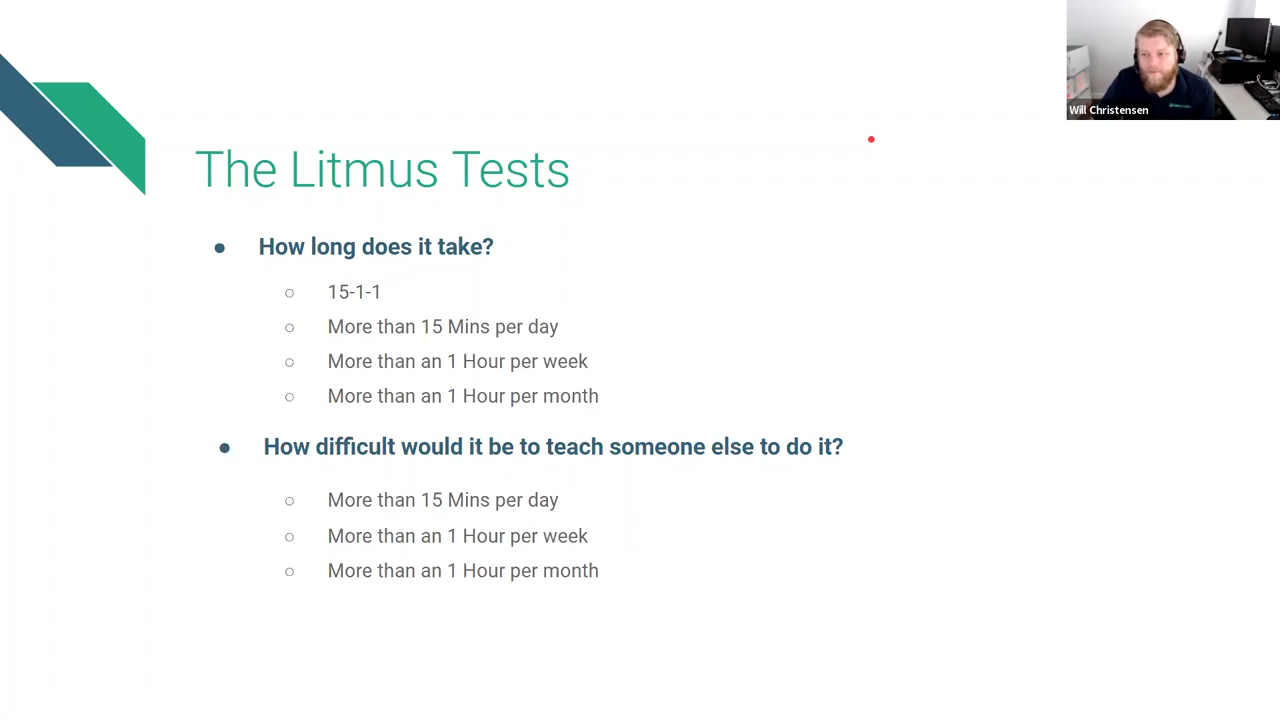 Will Christensen
The Litmus Tests
● How long does it take?
○ 15-1-1
○ More than 15 Mins per day
○ More than an 1 Hour per week
○ More than an 1 Hour per month
● How difficult would it be to teach someone else to do it?
○ More than 15 Mins per day
○ More than an 1 Hour per week
○ More than an 1 Hour per month